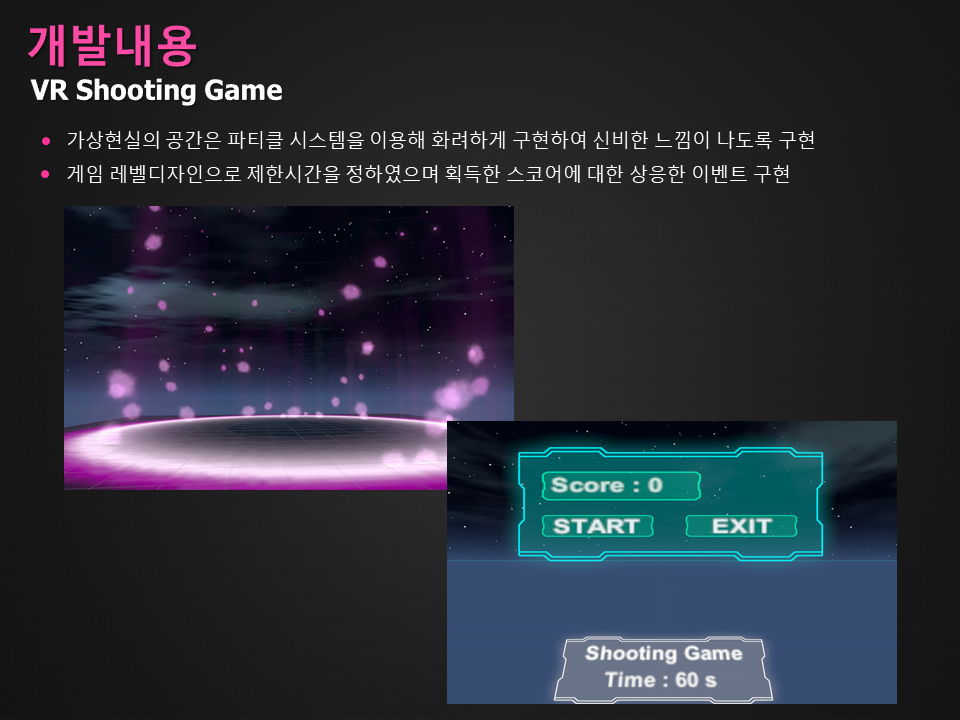 개발내용
VR Shooting Game
가상현실의 공간은 파티클 시스템을 이용해 화려하게 구현하여 신비한 느낌이 나도록 구현
게임 레벨디자인으로 제한시간을 정하였으며 획득한 스코어에 대한 상응한 이벤트 구현
Score : 0
START EXIT
Shooting Game
Time : 60 s